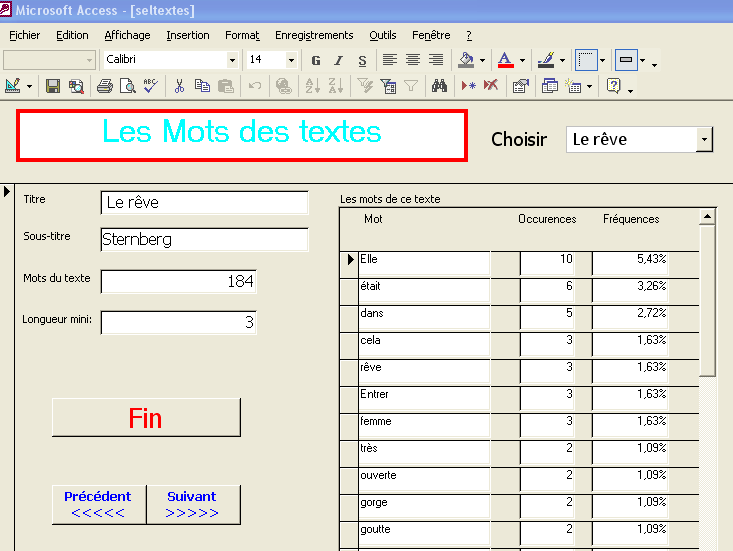 Microsoft Access - [seltextes]
Fichier Edition Affichage Insertion Format Enregistrements Outils Fenêtre ?
Calibri 14 G I S A
ABC
Les Mots des textes
Choisir Le rêve
Titre Le rêve
Sous-titre Sternberg
Mots du texte 184
Longueur mini: 3
Fin
Précédent Suivant
<<<<< >>>>>
Les mots de ce texte
Mot Occurences Fréquences
Elle 10 5,43%
était 6 3,26%
dans 5 2,72%
cela 3 1,63%
rêve 3 1,63%
Entrer 3 1,63%
femme 3 1,63%
très 2 1,09%
ouverte 2 1,09%
gorge 2 1,09%
goutte 2 1,09%